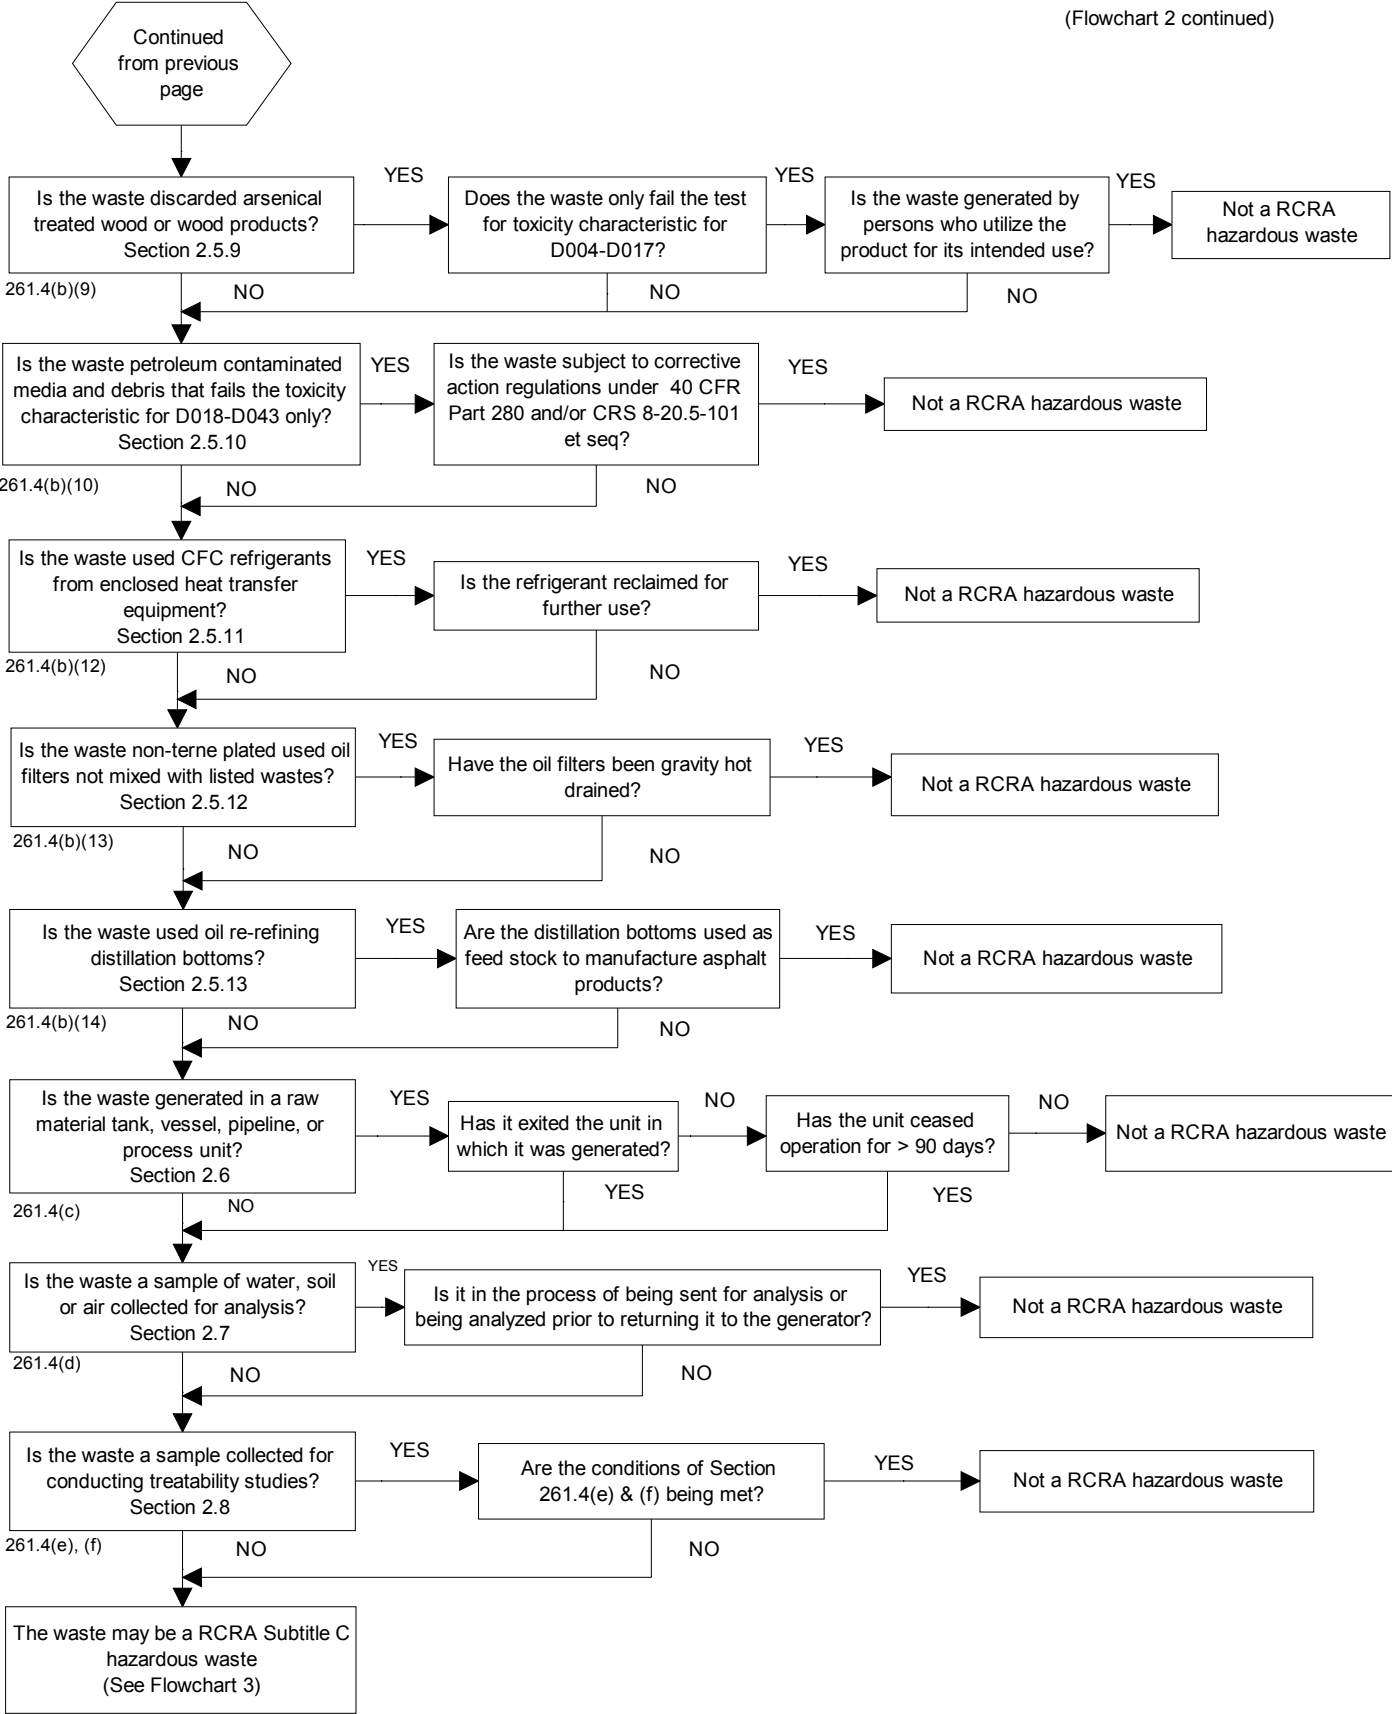 (Flowchart 2 continued)
Continued
from previous
page
Is the waste discarded arsenical
treated wood or wood products?
Section 2.5.9
YES
Does the waste only fail the test
for toxicity characteristic for
D004-D017?
YES
Is the waste generated by
persons who utilize the
product for its intended use?
YES
Not a RCRA
hazardous waste
261.4(b)(9)
NO
NO
NO
Is the waste petroleum contaminated
media and debris that fails the toxicity
characteristic for D018-D043 only?
Section 2.5.10
YES
Is the waste subject to corrective
action regulations under 40 CFR
Part 280 and/or CRS 8-20.5-101
et seq?
YES
Not a RCRA hazardous waste
261.4(b)(10)
NO
NO
Is the waste used CFC refrigerants
from enclosed heat transfer
equipment?
Section 2.5.11
YES
Is the refrigerant reclaimed for
further use?
YES
Not a RCRA hazardous waste
261.4(b)(12)
NO
NO
Is the waste non-terne plated used oil
filters not mixed with listed wastes?
Section 2.5.12
YES
Have the oil filters been gravity hot
drained?
YES
Not a RCRA hazardous waste
261.4(b)(13)
NO
NO
Is the waste used oil re-refining
distillation bottoms?
Section 2.5.13
YES
Are the distillation bottoms used as
feed stock to manufacture asphalt
products?
YES
Not a RCRA hazardous waste
261.4(b)(14)
NO
NO
Is the waste generated in a raw
material tank, vessel, pipeline, or
process unit?
Section 2.6
YES
Has it exited the unit in
which it was generated?
NO
Has the unit ceased
operation for > 90 days?
NO
Not a RCRA hazardous waste
261.4(c)
NO
YES
YES
Is the waste a sample of water, soil
or air collected for analysis?
Section 2.7
YES
Is it in the process of being sent for analysis or
being analyzed prior to returning it to the generator?
YES
Not a RCRA hazardous waste
261.4(d)
NO
NO
Is the waste a sample collected for
conducting treatability studies?
Section 2.8
YES
Are the conditions of Section
261.4(e) & (f) being met?
YES
Not a RCRA hazardous waste
261.4(e), (f)
NO
NO
The waste may be a RCRA Subtitle C
hazardous waste
(See Flowchart 3)